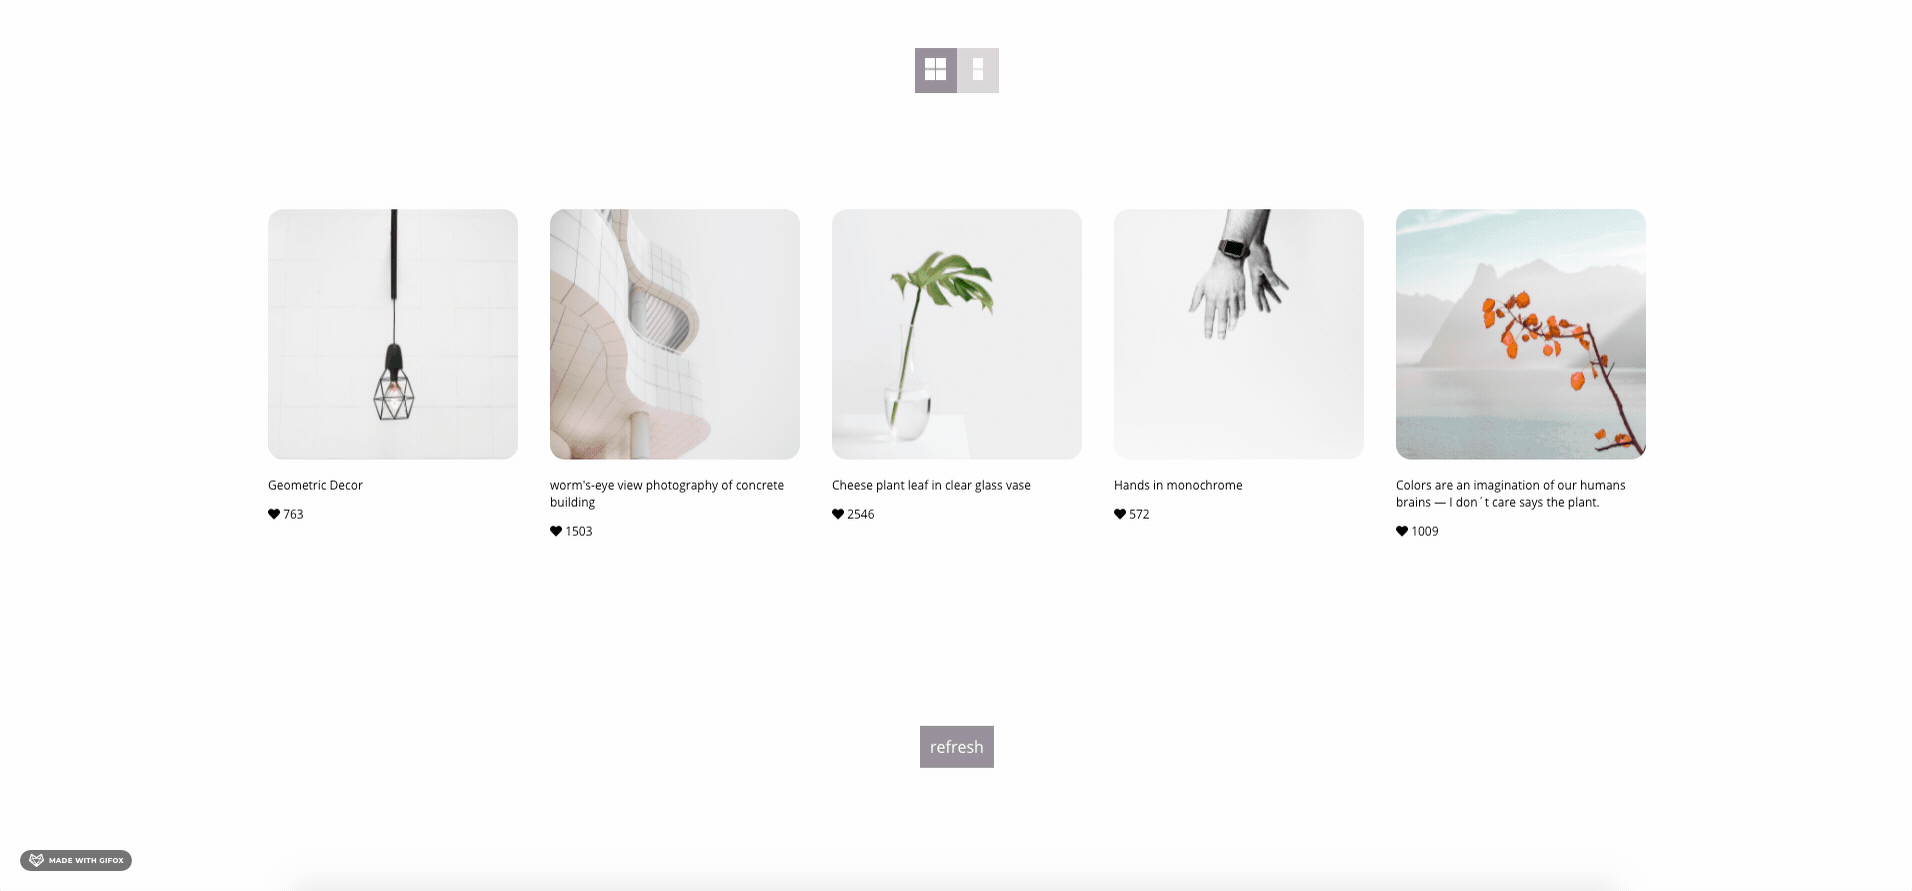 Geometric Decor
763
worm's-eye view photography of concrete
building
1503
Cheese plant leaf in clear glass vase
2546
Hands in monochrome
572
Colors are an imagination of our humans
brains — I don´t care says the plant.
1009
refresh
MADE WITH GIFOX